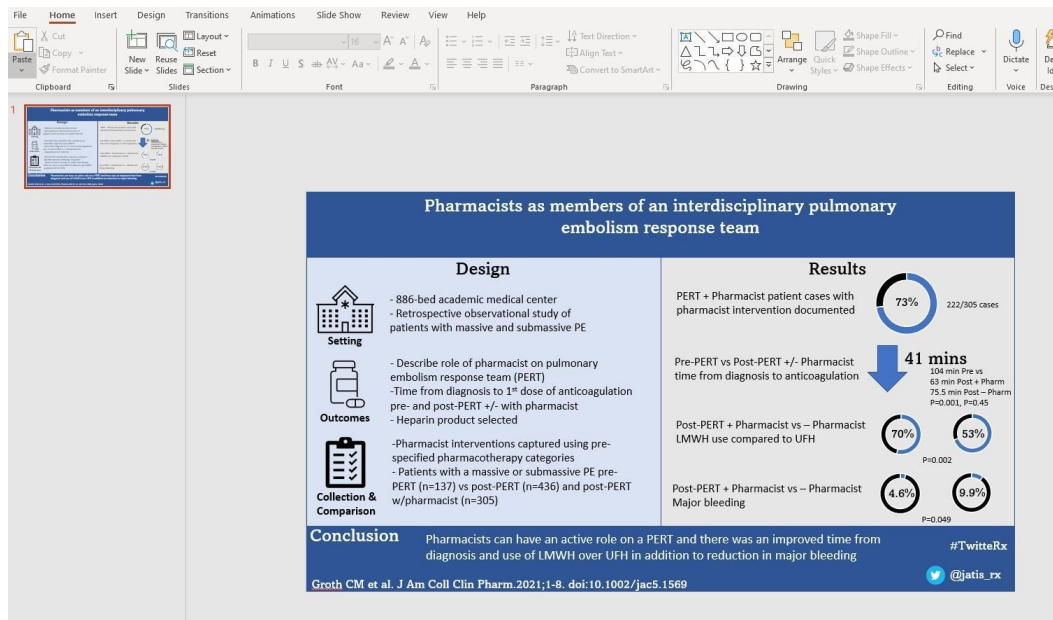 File Home Insert Design Transitions Animations Slide Show Review View Help
Cut
Copy
Format Painter
Paste
Clipboard
New Slide
Reuse Slides
Layout
Reset
Section
Slides
16
B I U S ab AV Aa A
Font
Text Direction
Align Text
Convert to SmartArt
Paragraph
Arrange
Quick Styles
Shape Fill
Shape Outline
Shape Effects
Drawing
Find
Replace
Select
Editing
Dictate
Voice
1
Pharmacists as members of an interdisciplinary pulmonary
embolism response team
Design
Setting
- 886-bed academic medical center
- Retrospective observational study of
patients with massive and submassive PE
Outcomes
- Describe role of pharmacist on pulmonary
embolism response team (PERT)
-Time from diagnosis to 1st dose of anticoagulation
pre- and post-PERT +/- with pharmacist
- Heparin product selected
Collection &
Comparison
-Pharmacist interventions captured using pre-
specified pharmacotherapy categories
- Patients with a massive or submassive PE pre-
PERT (n=137) vs post-PERT (n=436) and post-PERT
w/pharmacist (n=305)
Results
PERT + Pharmacist patient cases with
pharmacist intervention documented
73%
222/305 cases
Pre-PERT vs Post-PERT +/- Pharmacist
time from diagnosis to anticoagulation
41 mins
104 min Pre vs
63 min Post + Pharm
75.5 min Post – Pharm
P=0.001, P=0.45
Post-PERT + Pharmacist vs – Pharmacist
LMWH use compared to UFH
70%
53%
P=0.002
Post-PERT + Pharmacist vs – Pharmacist
Major bleeding
4.6%
9.9%
P=0.049
Conclusion
Pharmacists can have an active role on a PERT and there was an improved time from
diagnosis and use of LMWH over UFH in addition to reduction in major bleeding
#TwitteRx
@jatis_rx
Groth CM et al. J Am Coll Clin Pharm.2021;1-8. doi:10.1002/jac5.1569